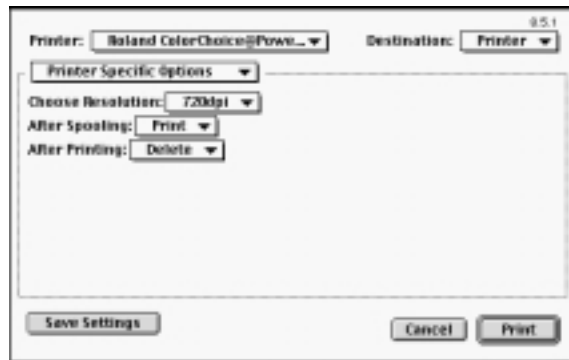 8.5.1
Printer: Roland ColorChoice@Powe... Destination: Printer
Printer Specific Options
Choose Resolution: 720dpi
After Spooling: Print
After Printing: Delete
Save Settings Cancel Print